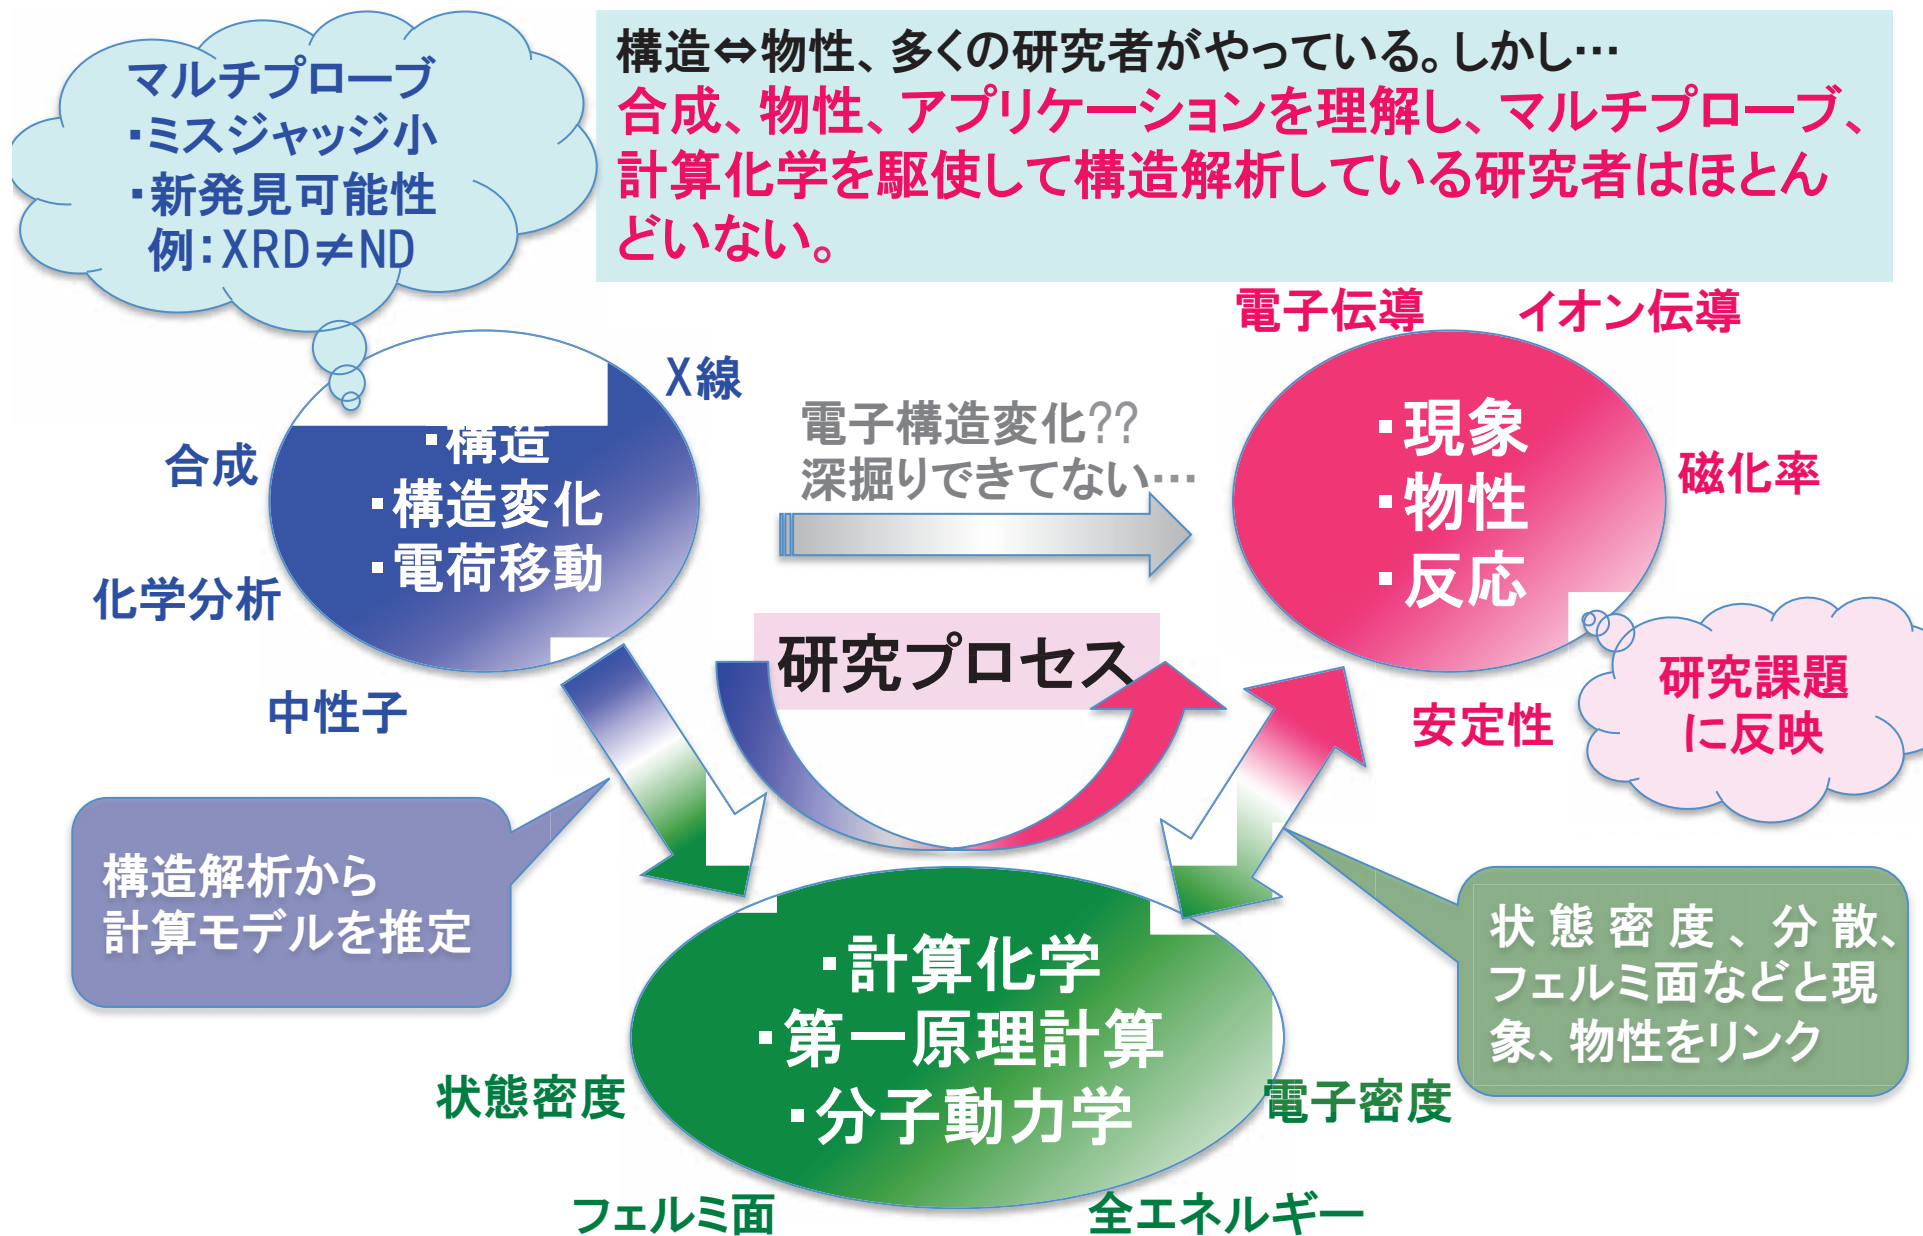 マルチプローブ
・ミスジャッジ小
・新発見可能性
例：XRD≠ND
構造⇔物性、多くの研究者がやっている。しかし…
合成、物性、アプリケーションを理解し、マルチプローブ、
計算化学を駆使して構造解析している研究者はほとん
どいない。
X線
合成
化学分析
中性子
・構造
・構造変化
・電荷移動
電子構造変化??
深掘りできてない…
電子伝導
イオン伝導
磁化率
安定性
・現象
・物性
・反応
研究プロセス
研究課題
に反映
構造解析から
計算モデルを推定
状態密度、分散、
フェルミ面などと現
象、物性をリンク
・計算化学
・第一原理計算
・分子動力学
状態密度
電子密度
フェルミ面
全エネルギー